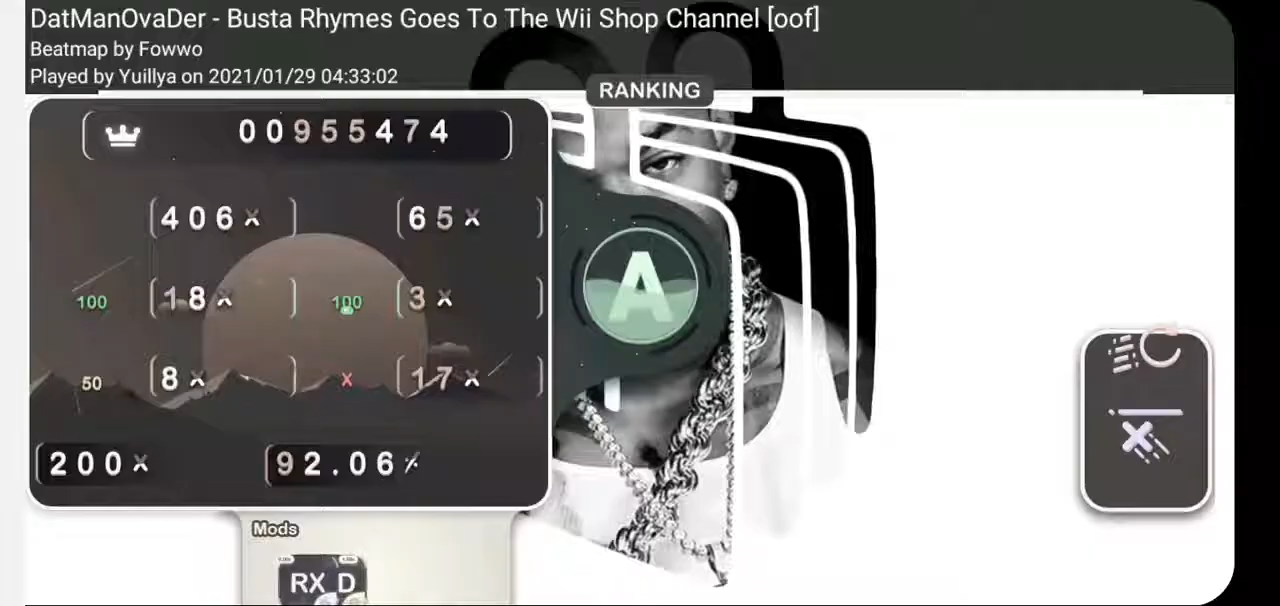 DatManOvaDer - Busta Rhymes Goes To The Wii Shop Channel [oof]
Beatmap by Fowwo
Played by Yuillya on 2021/01/29 04:33:02
RANKING
00955474
406x 65x
100 18x 100 3x
50 8x X 17x
A
200x 92.06%
Mods
RX D